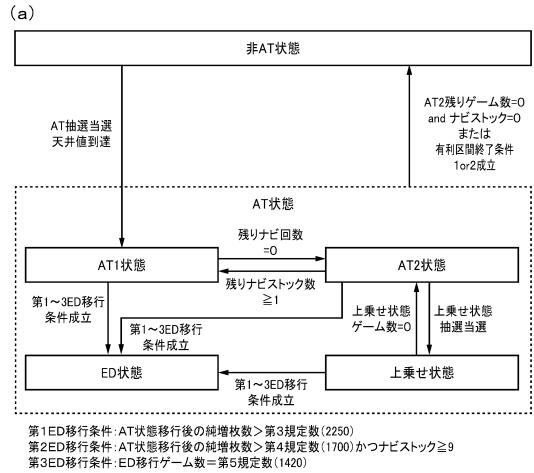 (a)
非AT状態
AT抽選当選
天井値到達
AT2残りゲーム数=0
and ナビストック=0
または
有利区間終了条件
1or2成立
AT状態
残りナビ回数
=0
AT1状態
AT2状態
残りナビストック数
≧1
第1～3ED移行
条件成立
第1～3ED移行
条件成立
上乗せ状態
ゲーム数=0
上乗せ状態
抽選当選
ED状態
上乗せ状態
第1～3ED移行
条件成立
第1ED移行条件：AT状態移行後の純増枚数＞第3規定数(2250)
第2ED移行条件：AT状態移行後の純増枚数＞第4規定数(1700)かつナビストック≧9
第3ED移行条件：ED移行ゲーム数＝第5規定数(1420)